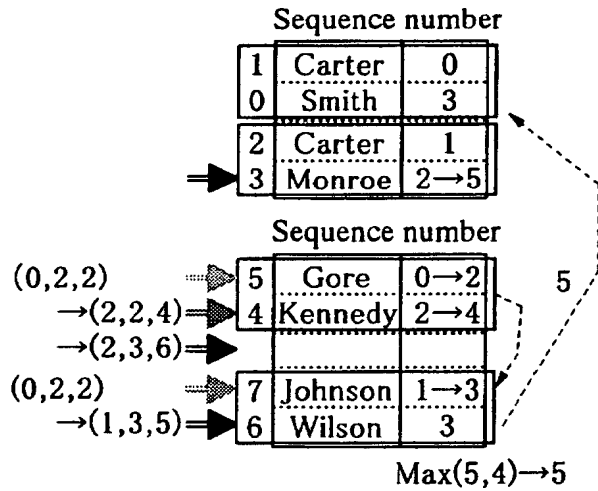 Sequence number
1 Carter 0
0 Smith 3
2 Carter 1
3 Monroe 2→5
Sequence number
(0,2,2) 5 Gore 0→2 5
→(2,2,4) 4 Kennedy 2→4
→(2,3,6)
(0,2,2) 7 Johnson 1→3
→(1,3,5) 6 Wilson 3
Max(5,4)→5